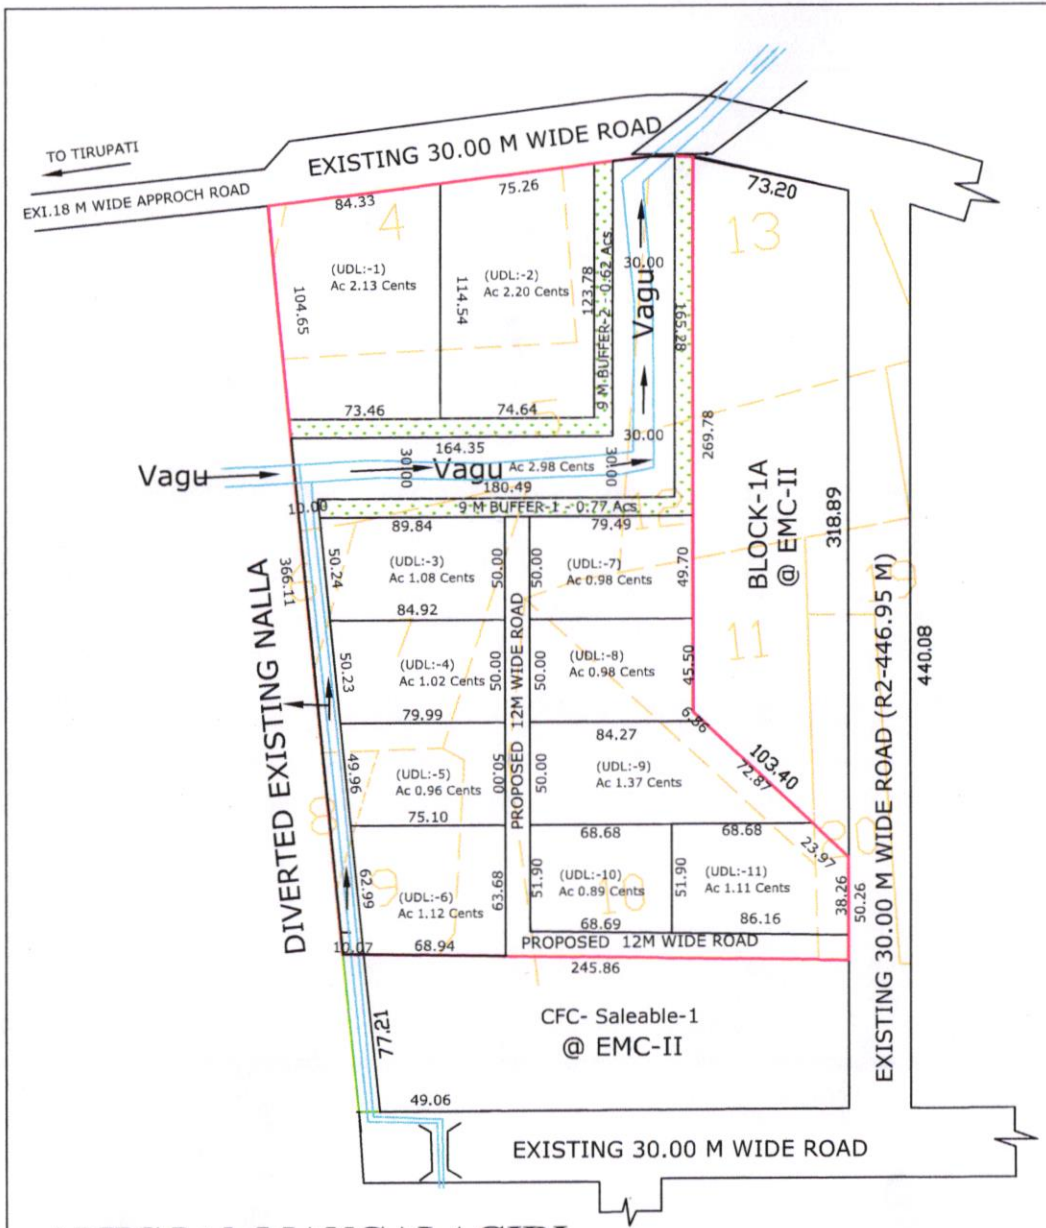 TO TIRUPATI
EXISTING 30.00 M WIDE ROAD
EXI.18 M WIDE APPROCH ROAD
84.33
75.26
73.20
4
13
(UDL:-1)
Ac 2.13 Cents
(UDL:-2)
Ac 2.20 Cents
104.65
114.54
123.78
9 M BUFFER-2 - 0.62 Acs
30.00
Vagu
165.28
73.46
74.64
5
30.00
269.78
164.35
Vagu
30.00
Vagu
Ac 2.98 Cents
30.00
180.49
10.00
9 M BUFFER-1 - 0.77 Acs
12
BLOCK-1A
@ EMC-II
318.89
89.84
79.49
366.11
50.24
(UDL:-3)
Ac 1.08 Cents
50.00
50.00
(UDL:-7)
Ac 0.98 Cents
49.70
19
84.92
DIVERTED EXISTING NALLA
PROPOSED 12M WIDE ROAD
11
50.23
(UDL:-4)
Ac 1.02 Cents
50.00
50.00
(UDL:-8)
Ac 0.98 Cents
45.50
440.08
79.99
6.86
84.27
103.40
72.87
49.96
(UDL:-5)
Ac 0.96 Cents
50.00
50.00
(UDL:-9)
Ac 1.37 Cents
75.10
8
68.68
68.68
20
23.97
9
62.99
(UDL:-6)
Ac 1.12 Cents
63.68
51.90
(UDL:-10)
Ac 0.89 Cents
10
51.90
(UDL:-11)
Ac 1.11 Cents
38.26
50.26
68.69
86.16
10.07
68.94
PROPOSED 12M WIDE ROAD
245.86
EXISTING 30.00 M WIDE ROAD (R2-446.95 M)
CFC- Saleable-1
@ EMC-II
77.21
49.06
EXISTING 30.00 M WIDE ROAD